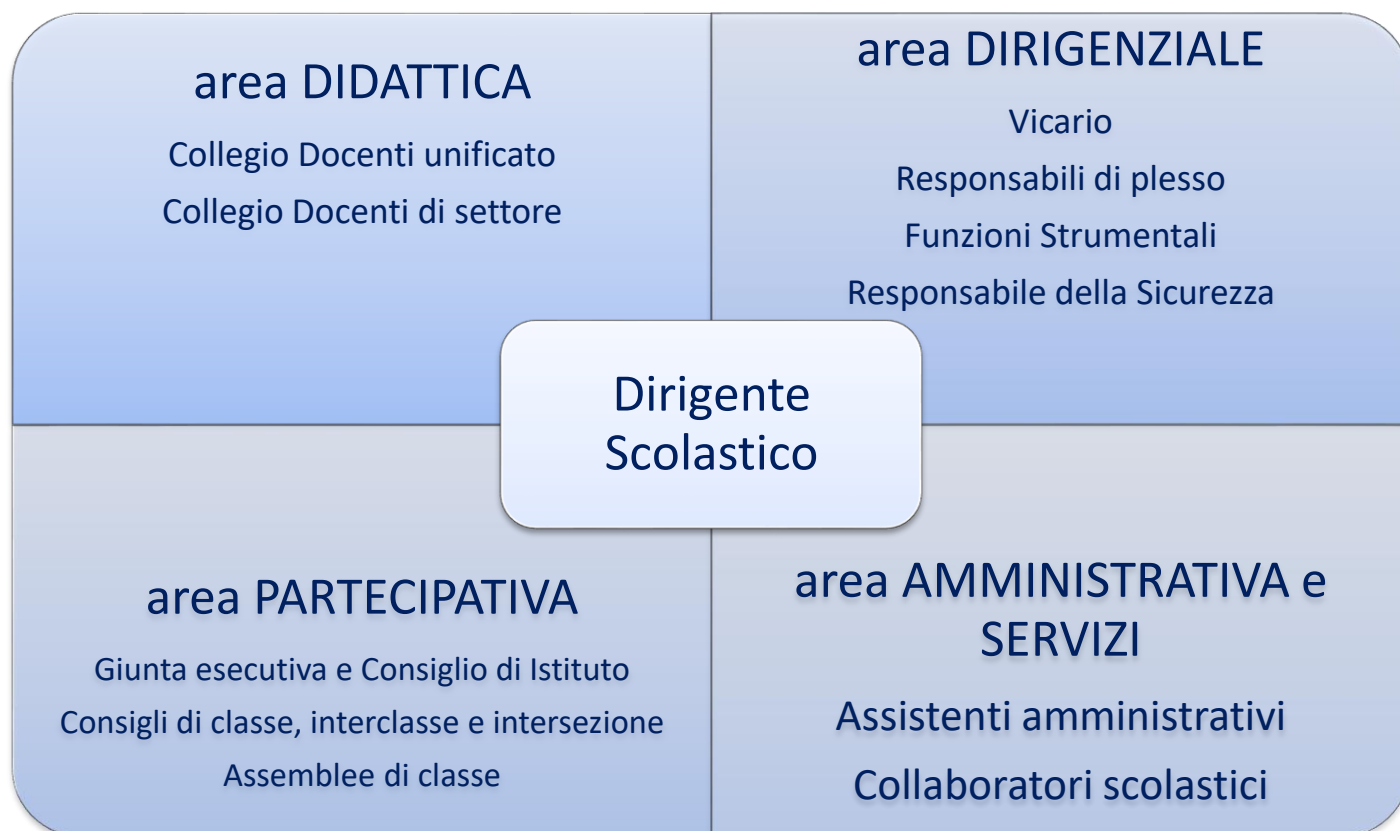 area DIDATTICA
Collegio Docenti unificato
Collegio Docenti di settore
area DIRIGENZIALE
Vicario
Responsabili di plesso
Funzioni Strumentali
Responsabile della Sicurezza
Dirigente
Scolastico
area PARTECIPATIVA
Giunta esecutiva e Consiglio di Istituto
Consigli di classe, interclasse e intersezione
Assemblee di classe
area AMMINISTRATIVA e
SERVIZI
Assistenti amministrativi
Collaboratori scolastici